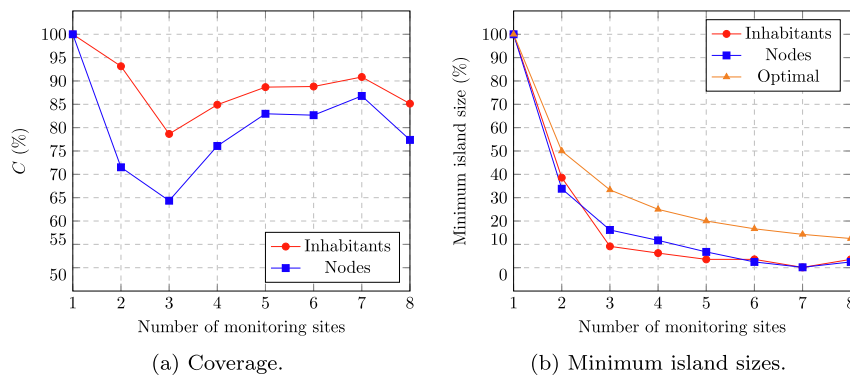 100
95
90
85
80
75
70
65
60
55
50
C (%)
1 2 3 4 5 6 7 8
Number of monitoring sites
Inhabitants
Nodes
(a) Coverage.
100
90
80
70
60
50
40
30
20
10
0
Minimum island size (%)
1 2 3 4 5 6 7 8
Number of monitoring sites
Inhabitants
Nodes
Optimal
(b) Minimum island sizes.